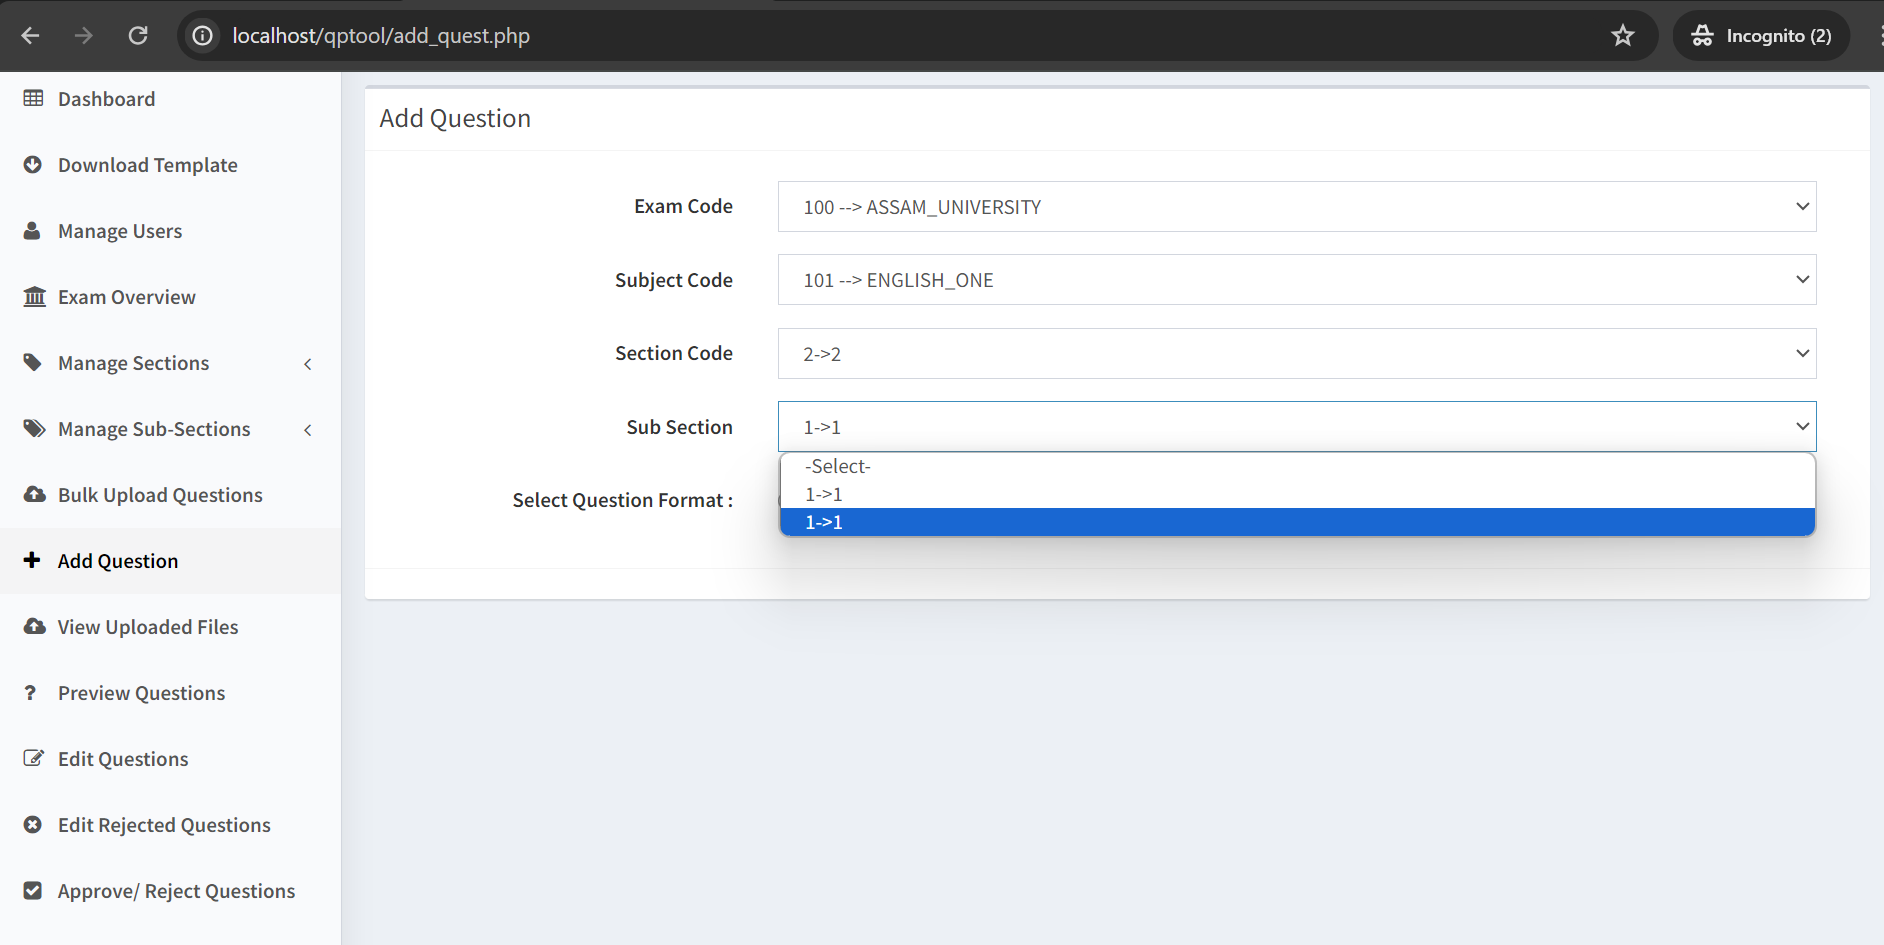 localhost/qptool/add_quest.php
Incognito (2)
Dashboard
Download Template
Manage Users
Exam Overview
Manage Sections
Manage Sub-Sections
Bulk Upload Questions
Add Question
View Uploaded Files
Preview Questions
Edit Questions
Edit Rejected Questions
Approve/ Reject Questions
Add Question
Exam Code
100 --> ASSAM_UNIVERSITY
Subject Code
101 --> ENGLISH_ONE
Section Code
2->2
Sub Section
1->1
-Select-
1->1
1->1
Select Question Format :